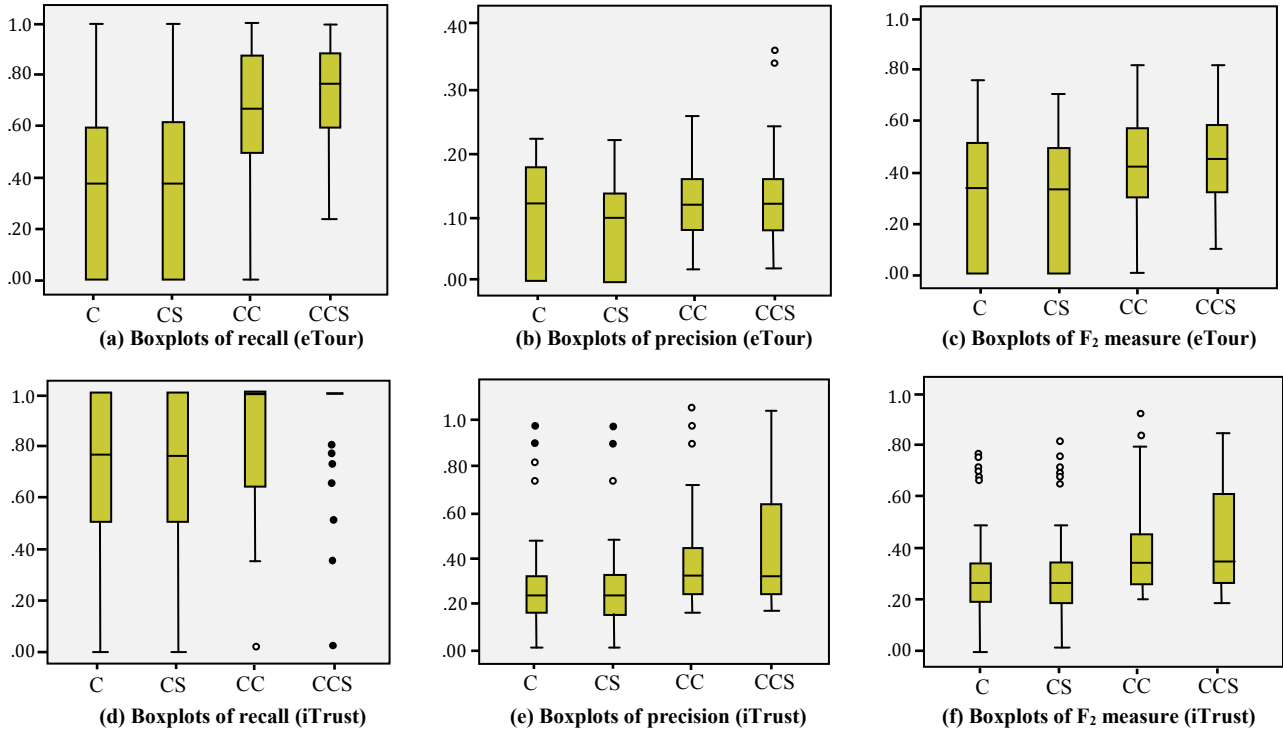 1.0
.80
.60
.40
.20
.00
C CS CC CCS
(a) Boxplots of recall (eTour)
.40
.30
.20
.10
.00
C CS CC CCS
(b) Boxplots of precision (eTour)
1.0
.80
.60
.40
.20
.00
C CS CC CCS
(c) Boxplots of F₂ measure (eTour)
1.0
.80
.60
.40
.20
.00
C CS CC CCS
(d) Boxplots of recall (iTrust)
1.0
.80
.60
.40
.20
.00
C CS CC CCS
(e) Boxplots of precision (iTrust)
1.0
.80
.60
.40
.20
.00
C CS CC CCS
(f) Boxplots of F₂ measure (iTrust)